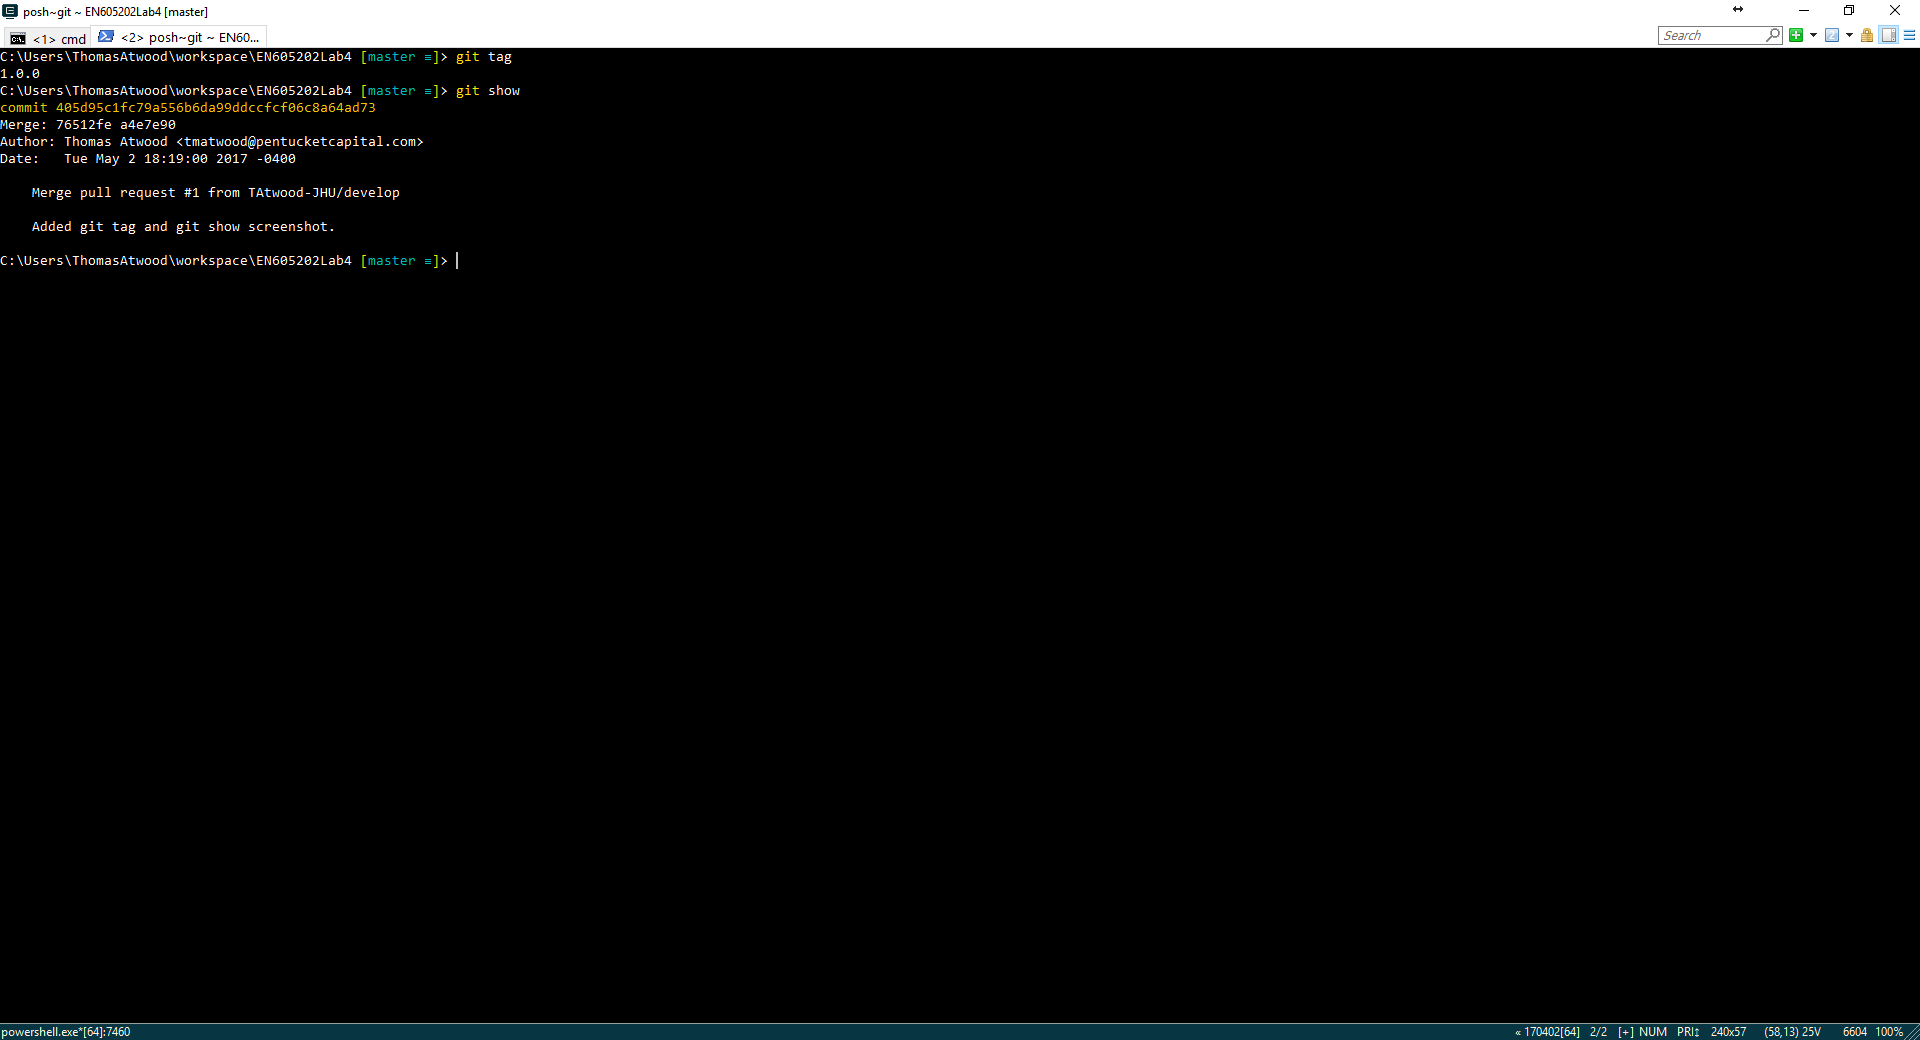 posh~git ~ EN605202Lab4 [master]
<1> cmd
<2> posh~git ~ EN60...
Search
C:\Users\ThomasAtwood\workspace\EN605202Lab4 [master ≡]> git tag
1.0.0
C:\Users\ThomasAtwood\workspace\EN605202Lab4 [master ≡]> git show
commit 405d95c1fc79a556b6da99ddccfcf06c8a64ad73
Merge: 76512fe a4e7e90
Author: Thomas Atwood <tmatwood@pentucketcapital.com>
Date:   Tue May 2 18:19:00 2017 -0400
    Merge pull request #1 from TAtwood-JHU/develop
    Added git tag and git show screenshot.
C:\Users\ThomasAtwood\workspace\EN605202Lab4 [master ≡]>
powershell.exe*[64]:7460
« 170402[64] 2/2 [+] NUM PRI↕ 240x57 (58,13) 25V 6604 100%